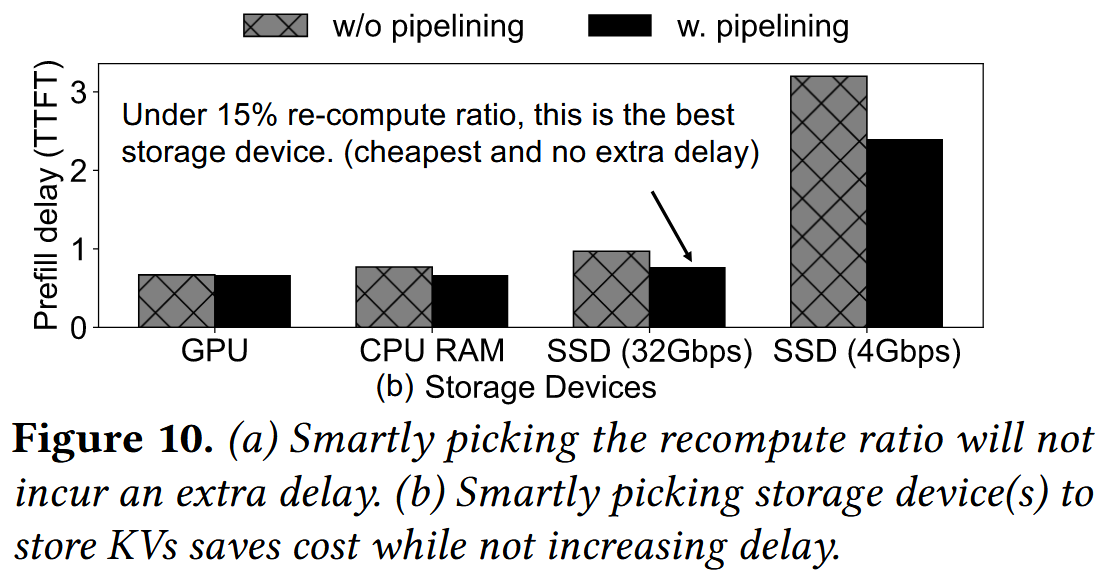 w/o pipelining w. pipelining
Prefill delay (TTFT)
3
2
1
0
Under 15% re-compute ratio, this is the best
storage device. (cheapest and no extra delay)
GPU CPU RAM SSD (32Gbps) SSD (4Gbps)
(b) Storage Devices
Figure 10. (a) Smartly picking the recompute ratio will not
incur an extra delay. (b) Smartly picking storage device(s) to
store KVs saves cost while not increasing delay.